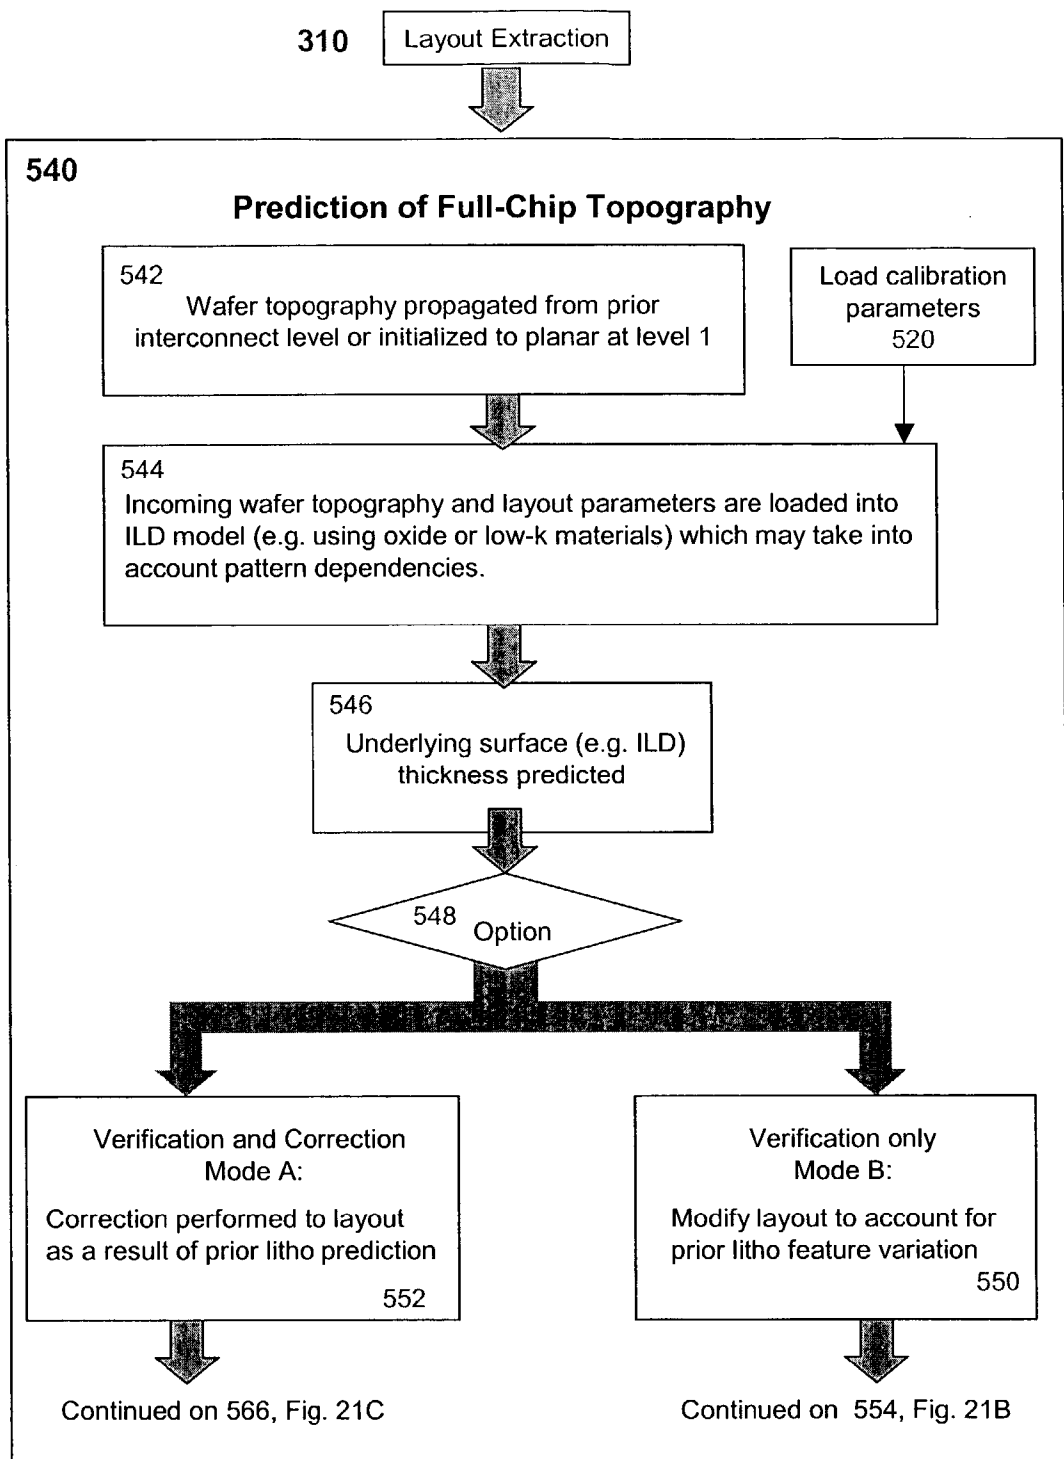 310
Layout Extraction
540
Prediction of Full-Chip Topography
542
Wafer topography propagated from prior
interconnect level or initialized to planar at level 1
Load calibration
parameters
520
544
Incoming wafer topography and layout parameters are loaded into
ILD model (e.g. using oxide or low-k materials) which may take into
account pattern dependencies.
546
Underlying surface (e.g. ILD)
thickness predicted
548
Option
Verification and Correction
Mode A:
Correction performed to layout
as a result of prior litho prediction
552
Verification only
Mode B:
Modify layout to account for
prior litho feature variation
550
Continued on 566, Fig. 21C
Continued on 554, Fig. 21B